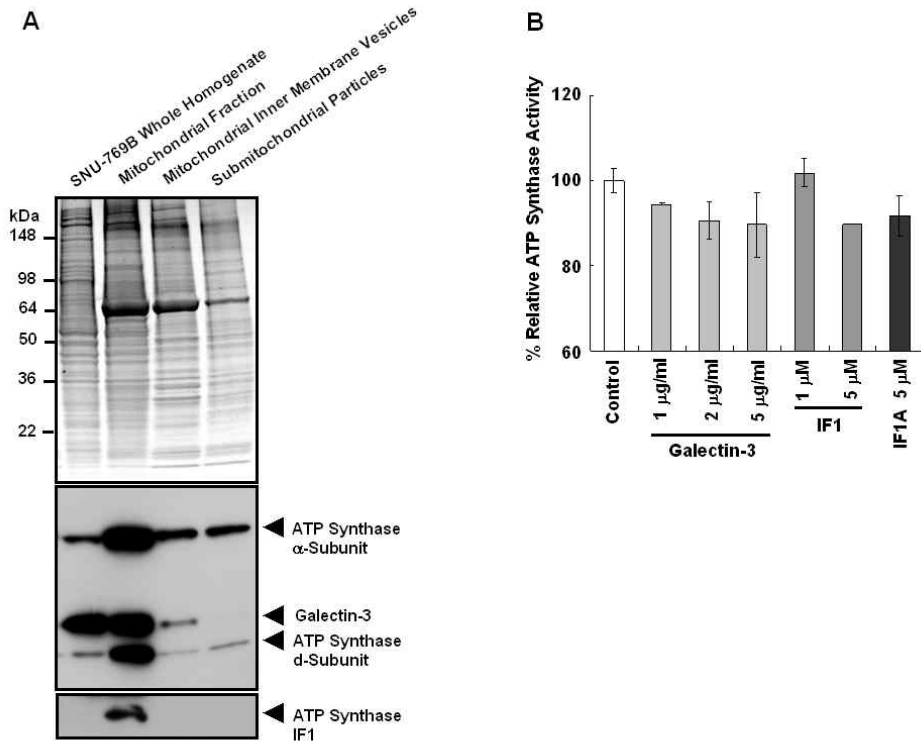 A
SNU-769B Whole Homogenate
Mitochondrial Fraction
Mitochondrial Inner Membrane Vesicles
Submitochondrial Particles
kDa
148
98
64
50
36
22
ATP Synthase
α-Subunit
Galectin-3
ATP Synthase
d-Subunit
ATP Synthase
IF1
B
% Relative ATP Synthase Activity
120
100
80
60
Control
1 µg/ml
2 µg/ml
5 µg/ml
1 µM
5 µM
IF1A 5 µM
Galectin-3
IF1